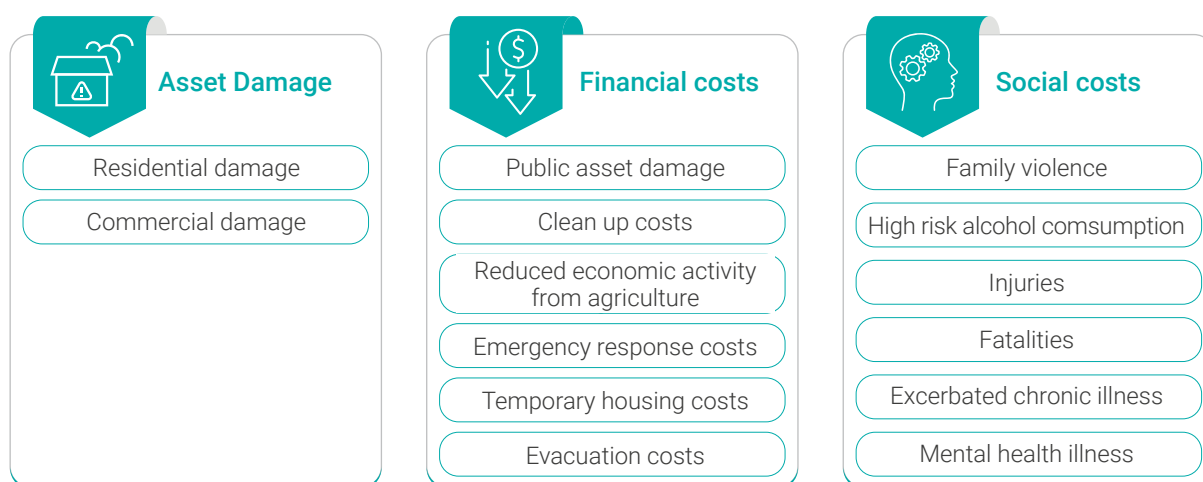 Asset Damage
Residential damage
Commercial damage
Financial costs
Public asset damage
Clean up costs
Reduced economic activity
from agriculture
Emergency response costs
Temporary housing costs
Evacuation costs
Social costs
Family violence
High risk alcohol comsumption
Injuries
Fatalities
Excerbated chronic illness
Mental health illness